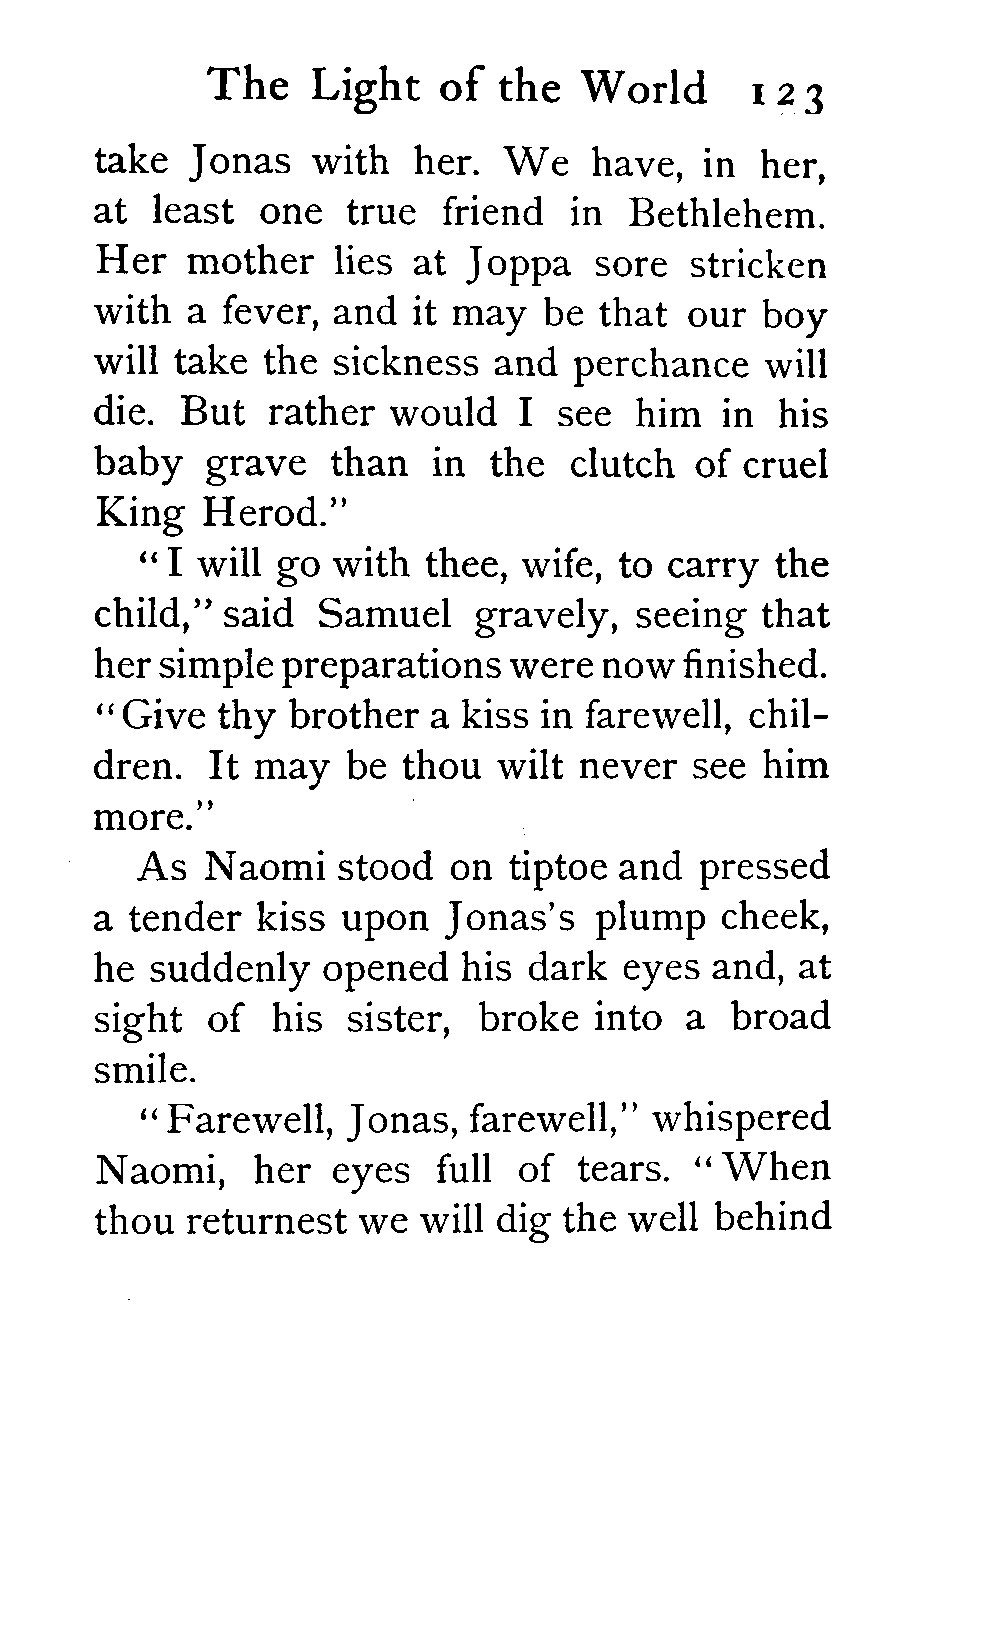 The Light of the World 123
take Jonas with her. We have, in her,
at least one true friend in Bethlehem.
Her mother lies at Joppa sore stricken
with a fever, and it may be that our boy
will take the sickness and perchance will
die. But rather would I see him in his
baby grave than in the clutch of cruel
King Herod."
"I will go with thee, wife, to carry the
child," said Samuel gravely, seeing that
her simple preparations were now finished.
"Give thy brother a kiss in farewell, chil-
dren. It may be thou wilt never see him
more."
As Naomi stood on tiptoe and pressed
a tender kiss upon Jonas's plump cheek,
he suddenly opened his dark eyes and, at
sight of his sister, broke into a broad
smile.
"Farewell, Jonas, farewell," whispered
Naomi, her eyes full of tears. "When
thou returnest we will dig the well behind